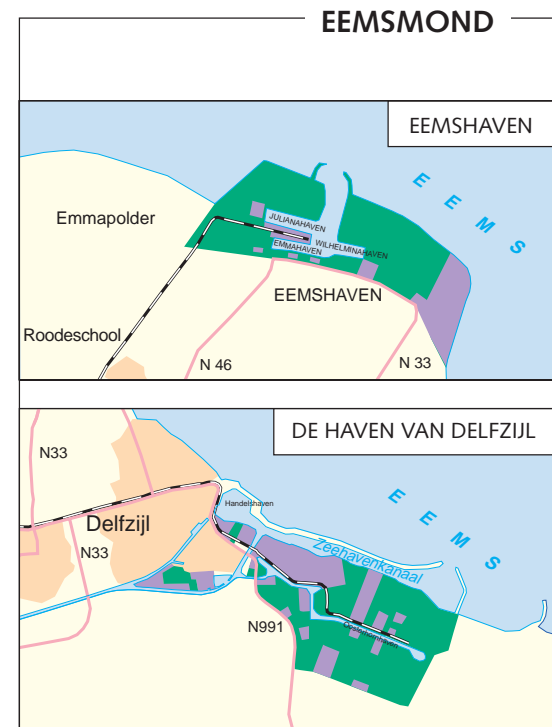 EEMSMOND
EEMSHAVEN
E E M S
Emmapolder
JULIANAHAVEN
WILHELMINAHAVEN
EMMAHAVEN
EEMSHAVEN
Roodeschool
N 46
N 33
DE HAVEN VAN DELFZIJL
N33
E E M S
Handelshaven
Delfzijl
Zeehavenkanaal
N33
N991
Oosterhornhaven